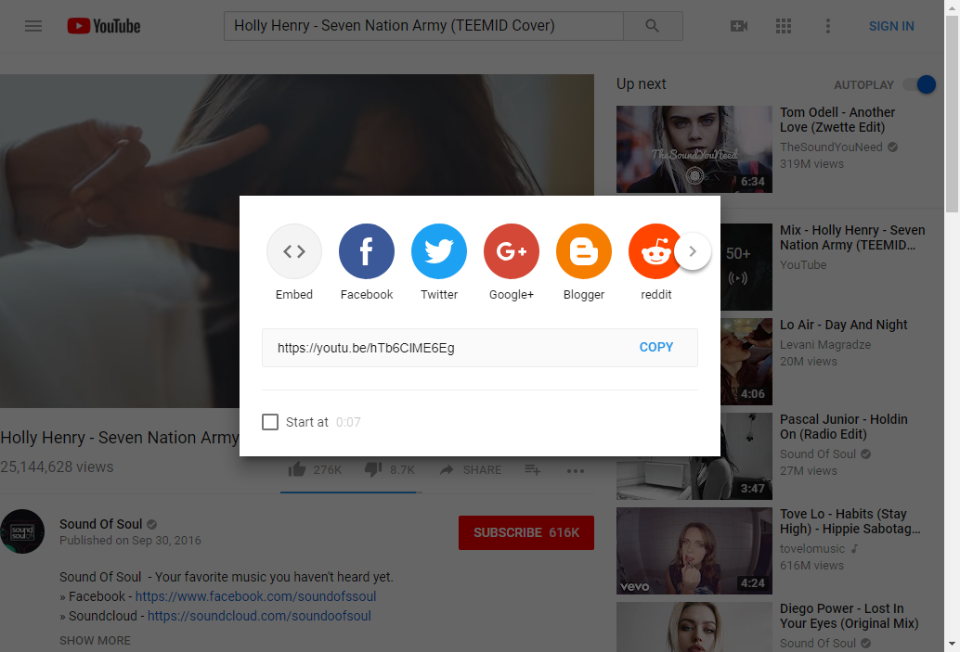 YouTube
Holly Henry - Seven Nation Army (TEEMID Cover)
SIGN IN
Up next
AUTOPLAY
TheSoundYouNeed
6:34
Tom Odell - Another
Love (Zwette Edit)
TheSoundYouNeed
319M views
50+
Mix - Holly Henry - Seven
Nation Army (TEEMID...
YouTube
4:06
Lo Air - Day And Night
Levani Magradze
20M views
3:47
Pascal Junior - Holdin
On (Radio Edit)
Sound Of Soul
27M views
vevo
4:24
Tove Lo - Habits (Stay
High) - Hippie Sabotag...
tovelomusic
616M views
Diego Power - Lost In
Your Eyes (Original Mix)
Sound Of Soul
Embed
Facebook
Twitter
G+
Google+
Blogger
reddit
https://youtu.be/hTb6ClME6Eg
COPY
Start at 0:07
Holly Henry - Seven Nation Army
25,144,628 views
276K
8.7K
SHARE
sound of soul
Sound Of Soul
Published on Sep 30, 2016
SUBSCRIBE 616K
Sound Of Soul - Your favorite music you haven't heard yet.
» Facebook - https://www.facebook.com/soundofssoul
» Soundcloud - https://soundcloud.com/soundoofsoul
SHOW MORE